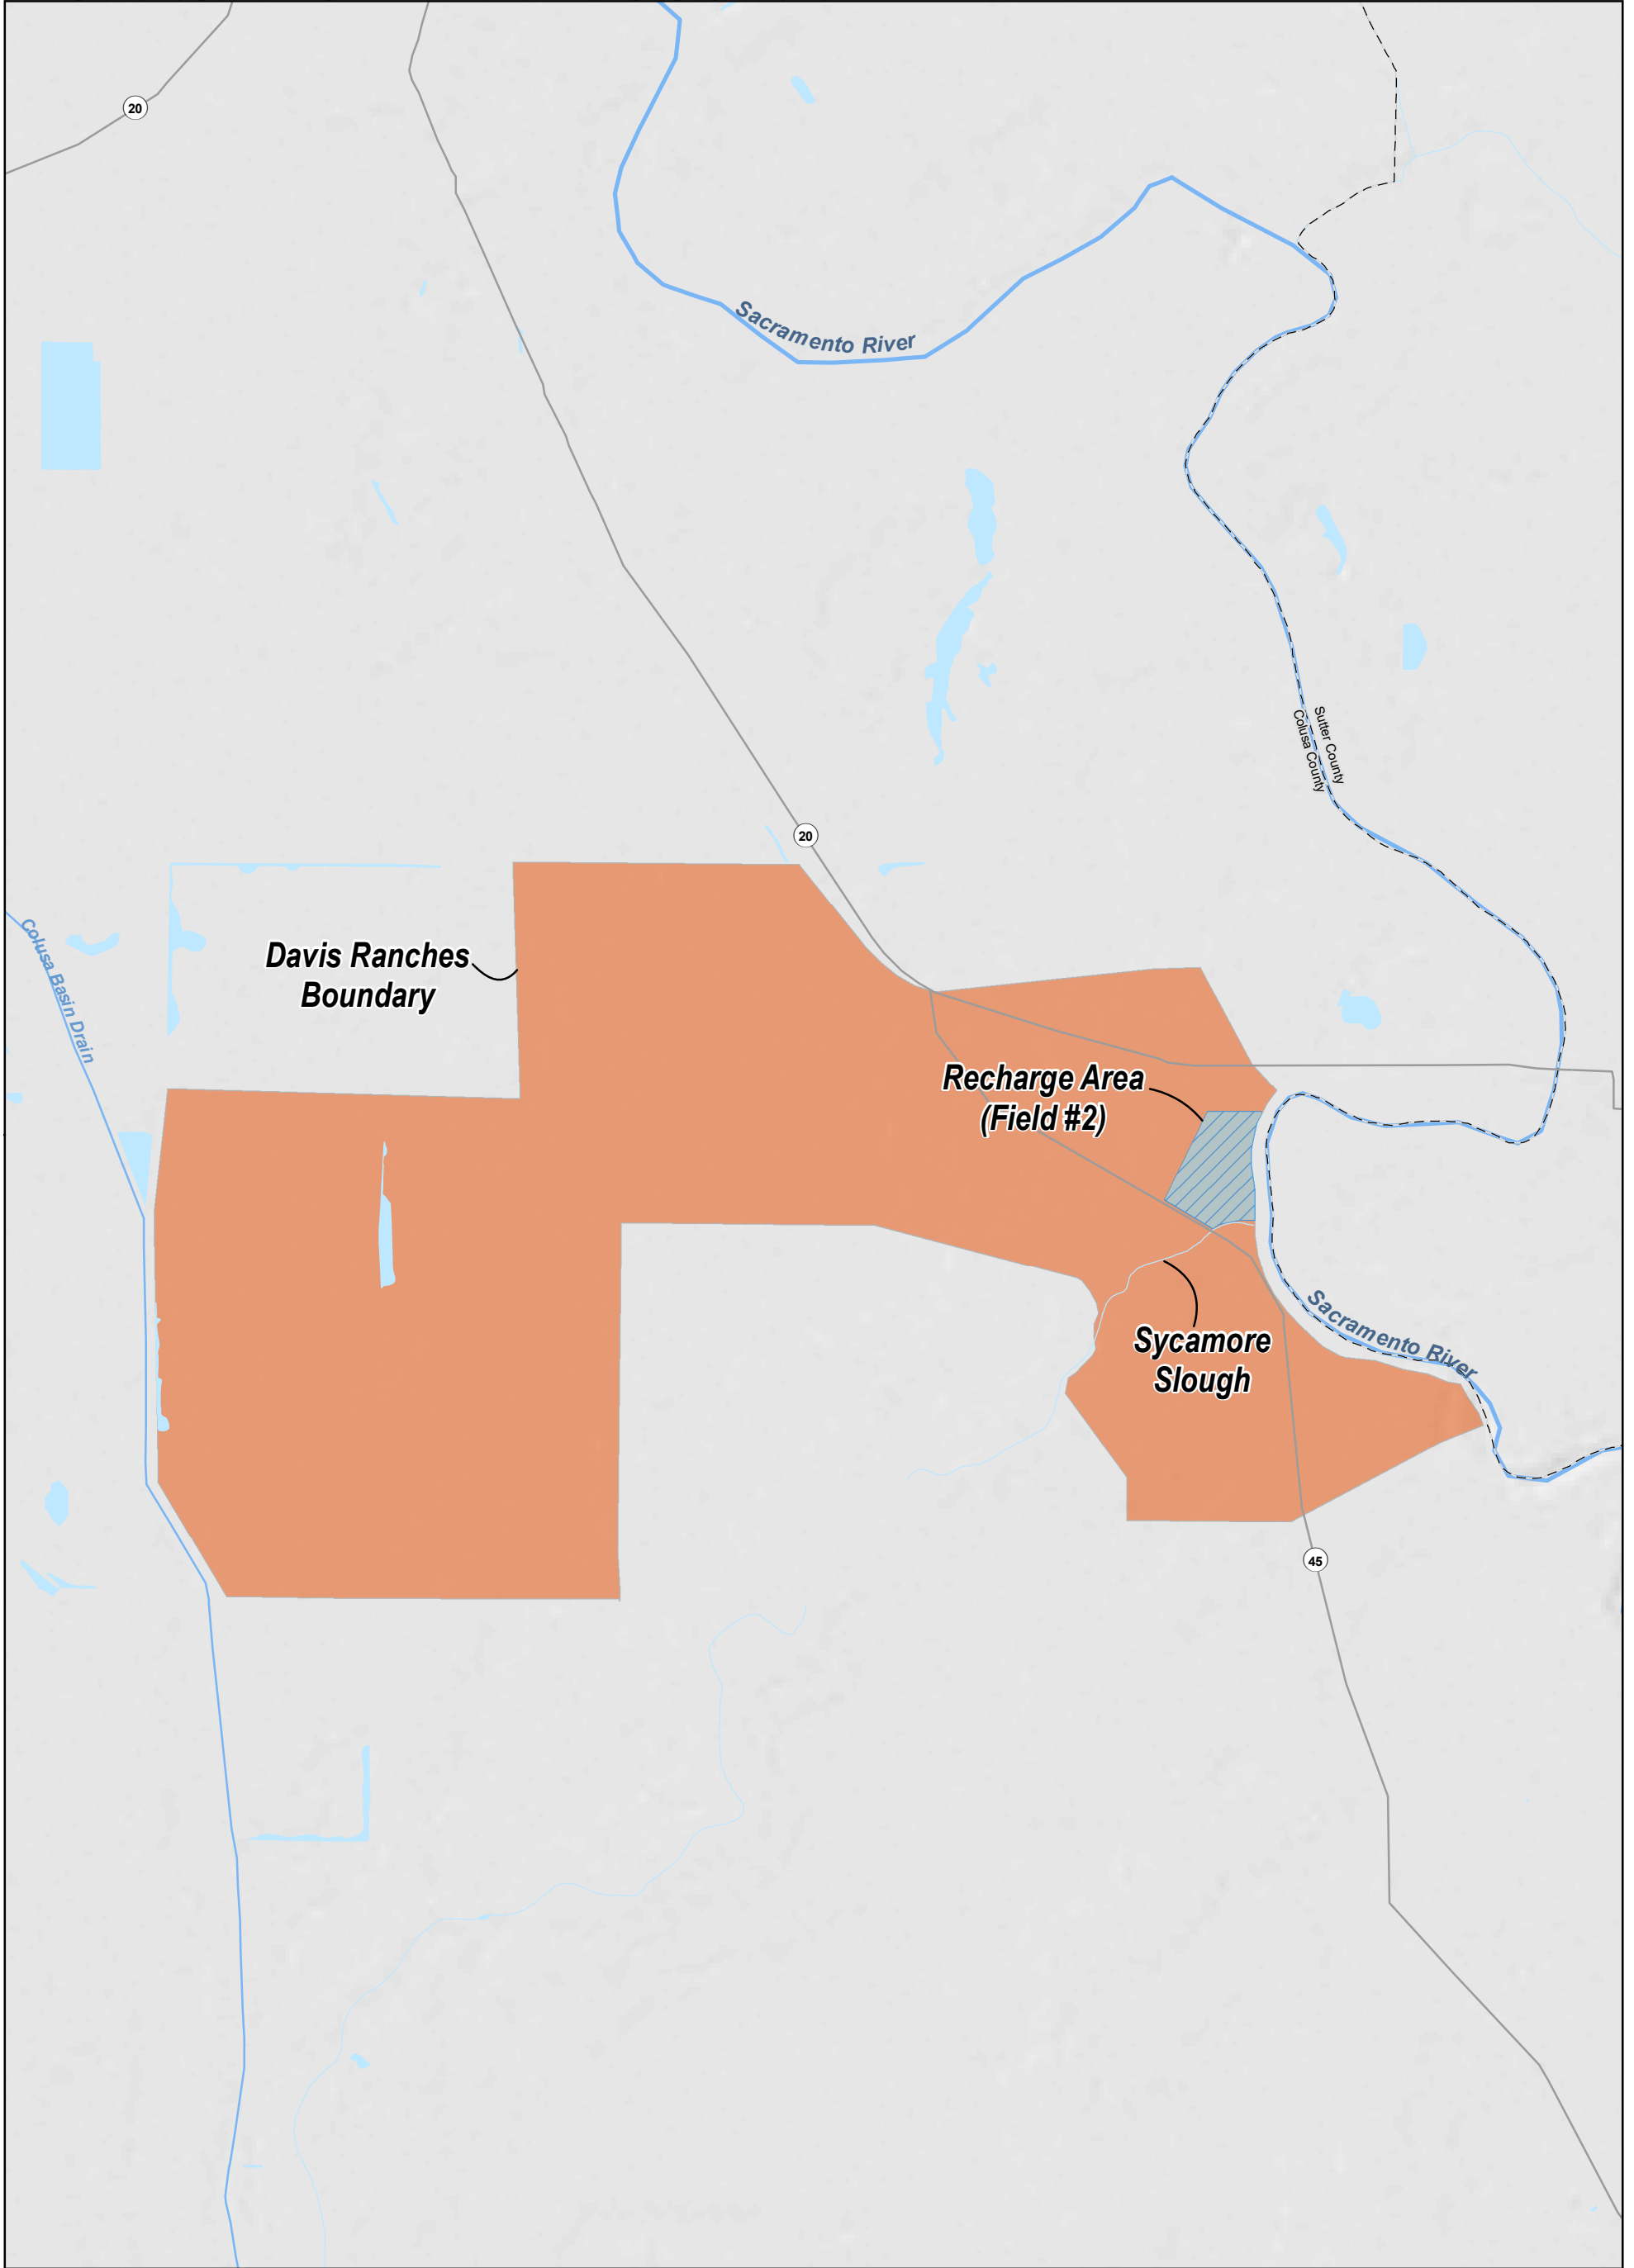 20
Sacramento River
Sutter County
Colusa County
20
Colusa Basin Drain
Davis Ranches
Boundary
Recharge Area
(Field #2)
Sacramento River
Sycamore
Slough
45